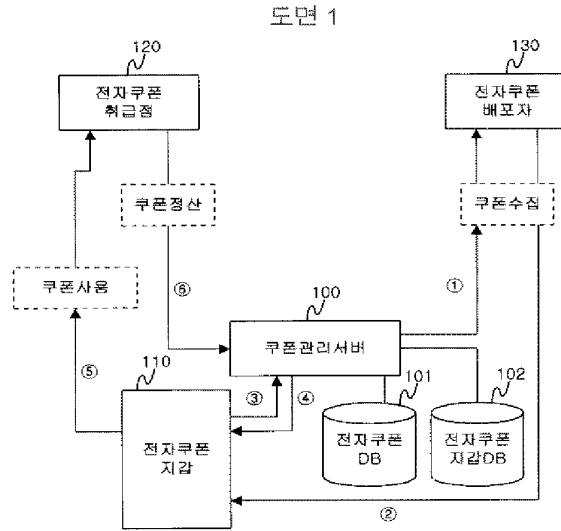 도면 1
120
전자쿠폰
취급점
130
전자쿠폰
배포자
쿠폰정산
쿠폰수집
쿠폰사용
⑥
①
100
쿠폰관리서버
⑤
110
③
④
101
102
전자쿠폰
지갑
전자쿠폰
DB
전자쿠폰
지갑DB
②